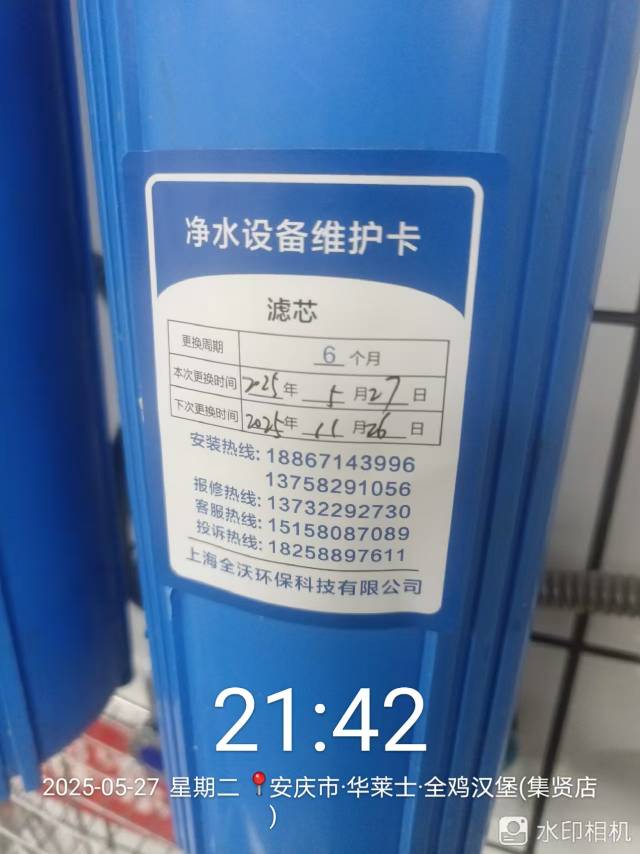 净水设备维护卡
滤芯
更换周期 6 个月
本次更换时间 2025年 5 月27日
下次更换时间 2025年 11 月26日
安装热线: 18867143996
13758291056
报修热线: 13732292730
客服热线: 15158087089
投诉热线: 18258897611
上海全沃环保科技有限公司
21:42
2025-05-27 星期二 安庆市·华莱士·全鸡汉堡(集贤店
)
水印相机